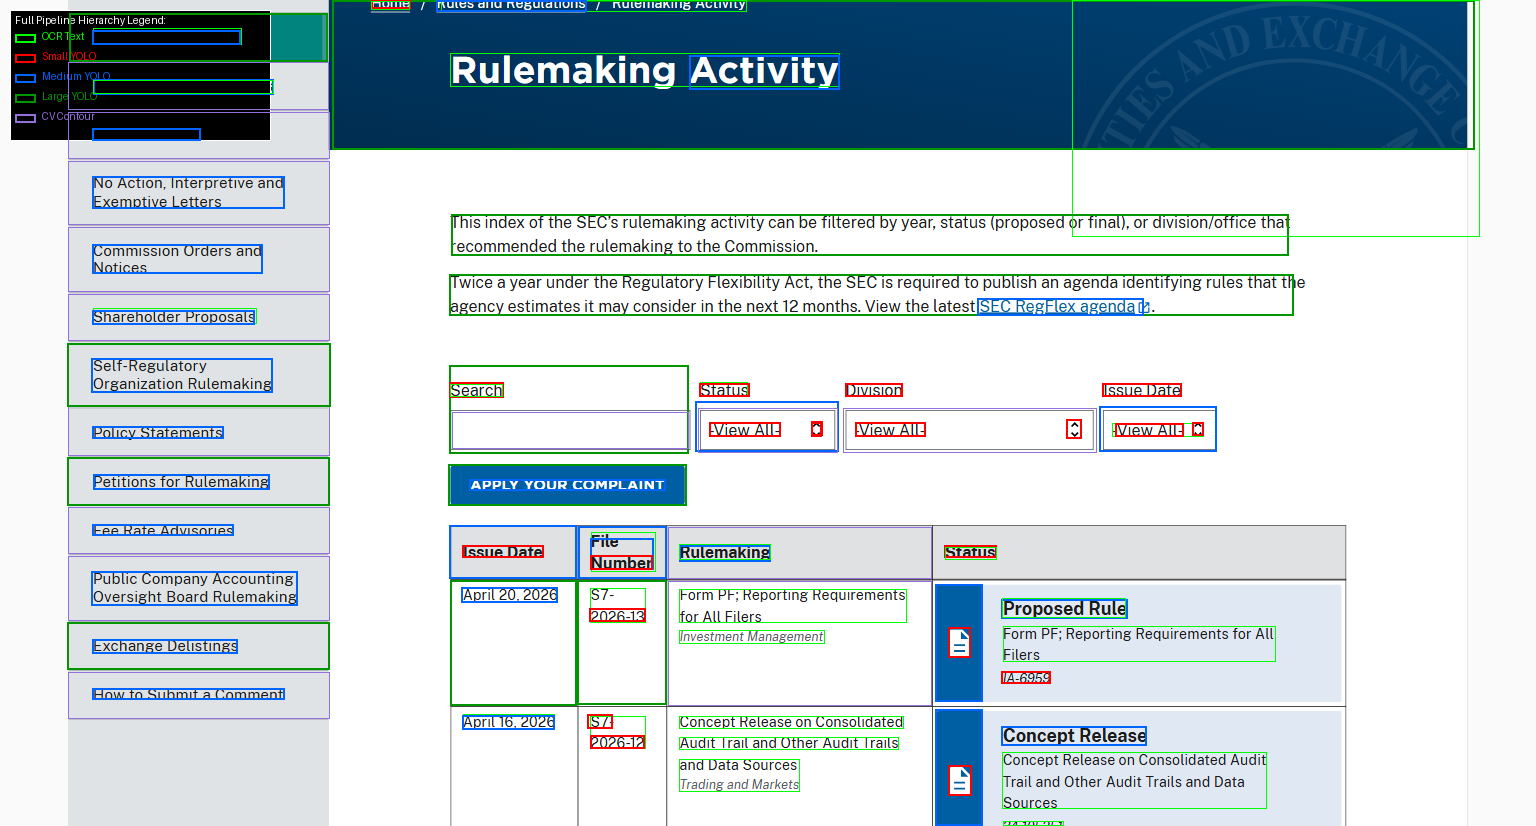 Full Pipeline Hierarchy Legend:
OCR Text
Small YOLO
Medium YOLO
Large YOLO
CV Contour
Home / Rules and Regulations / Rulemaking Activity
Rulemaking Activity
TIES AND EXCHANGE
No Action, Interpretive and
Exemptive Letters
Commission Orders and
Notices
Shareholder Proposals
Self-Regulatory
Organization Rulemaking
Policy Statements
Petitions for Rulemaking
Fee Rate Advisories
Public Company Accounting
Oversight Board Rulemaking
Exchange Delistings
How to Submit a Comment
This index of the SEC's rulemaking activity can be filtered by year, status (proposed or final), or division/office that
recommended the rulemaking to the Commission.
Twice a year under the Regulatory Flexibility Act, the SEC is required to publish an agenda identifying rules that the
agency estimates it may consider in the next 12 months. View the latest SEC RegFlex agenda.
Search Status Division Issue Date
-View All- -View All- -View All-
APPLY YOUR COMPLAINT
Issue Date File Number Rulemaking Status
April 20, 2026
S7-
2026-13
Form PF; Reporting Requirements
for All Filers
Investment Management
Proposed Rule
Form PF; Reporting Requirements for All
Filers
IA-6959
April 16, 2026
S7-
2026-12
Concept Release on Consolidated
Audit Trail and Other Audit Trails
and Data Sources
Trading and Markets
Concept Release
Concept Release on Consolidated Audit
Trail and Other Audit Trails and Data
Sources